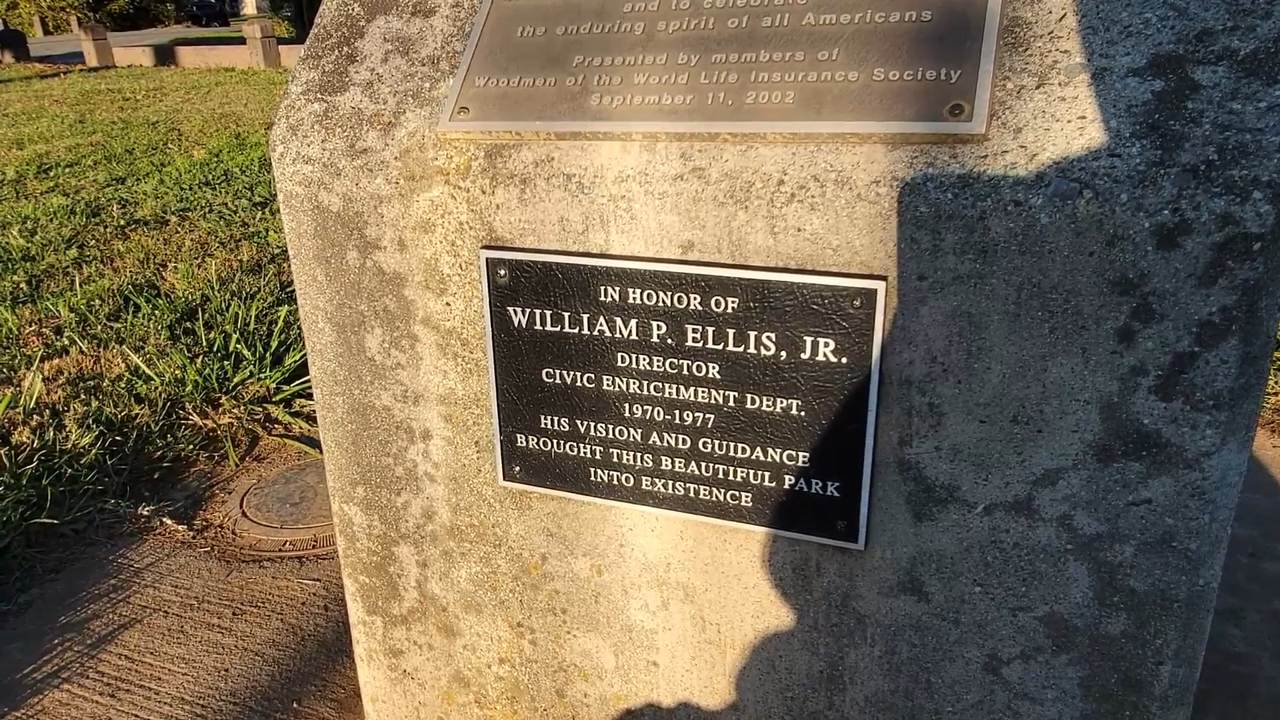 and to celebrate
the enduring spirit of all Americans
Presented by members of
Woodmen of the World Life Insurance Society
September 11, 2002
IN HONOR OF
WILLIAM P. ELLIS, JR.
DIRECTOR
CIVIC ENRICHMENT DEPT.
1970-1977
HIS VISION AND GUIDANCE
BROUGHT THIS BEAUTIFUL PARK
INTO EXISTENCE